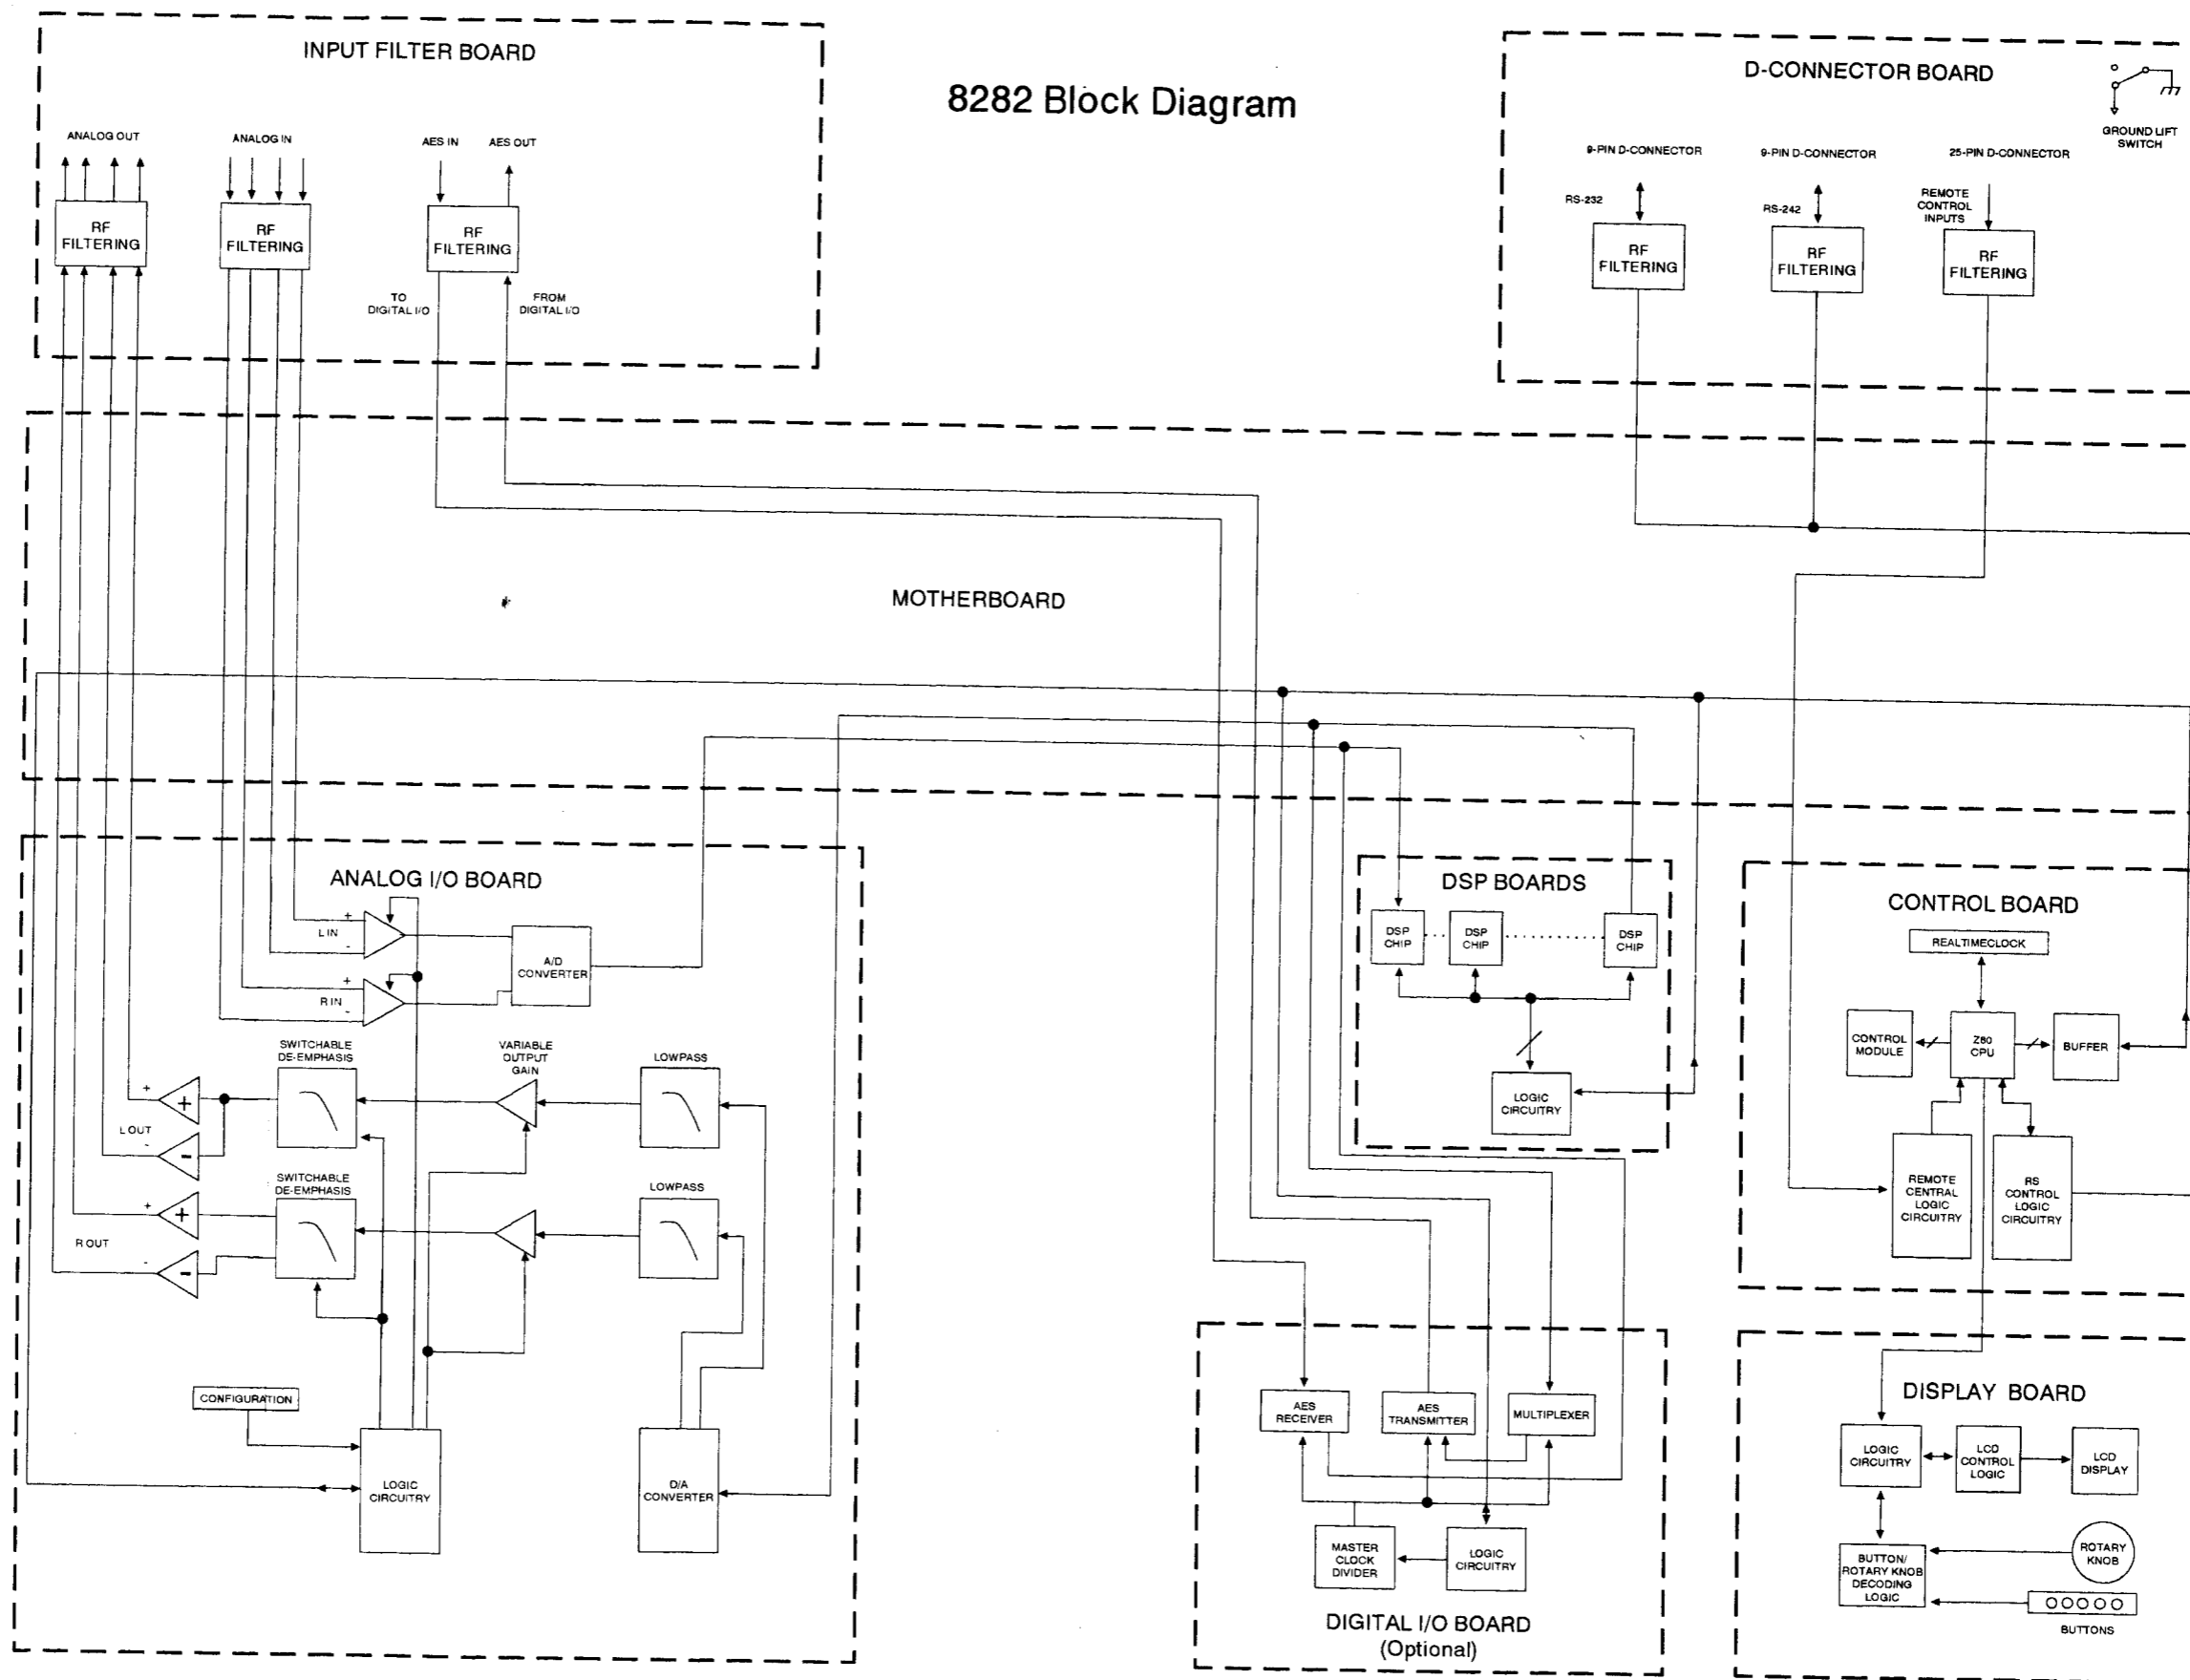 8282 Block Diagram
INPUT FILTER BOARD
ANALOG OUT
ANALOG IN
AES IN
AES OUT
RF
FILTERING
RF
FILTERING
RF
FILTERING
TO
DIGITAL I/O
FROM
DIGITAL I/O
D-CONNECTOR BOARD
GROUND LIFT
SWITCH
9-PIN D-CONNECTOR
9-PIN D-CONNECTOR
25-PIN D-CONNECTOR
RS-232
RS-242
REMOTE
CONTROL
INPUTS
RF
FILTERING
RF
FILTERING
RF
FILTERING
MOTHERBOARD
ANALOG I/O BOARD
+
L IN
-
+
R IN
-
A/D
CONVERTER
SWITCHABLE
DE-EMPHASIS
VARIABLE
OUTPUT
GAIN
LOWPASS
+
+
L OUT
-
-
SWITCHABLE
DE-EMPHASIS
LOWPASS
+
+
R OUT
-
-
CONFIGURATION
LOGIC
CIRCUITRY
D/A
CONVERTER
DSP BOARDS
DSP
CHIP
DSP
CHIP
DSP
CHIP
LOGIC
CIRCUITRY
CONTROL BOARD
REALTIMECLOCK
CONTROL
MODULE
Z80
CPU
BUFFER
REMOTE
CENTRAL
LOGIC
CIRCUITRY
RS
CONTROL
LOGIC
CIRCUITRY
AES
RECEIVER
AES
TRANSMITTER
MULTIPLEXER
MASTER
CLOCK
DIVIDER
LOGIC
CIRCUITRY
DIGITAL I/O BOARD
(Optional)
DISPLAY BOARD
LOGIC
CIRCUITRY
LCD
CONTROL
LOGIC
LCD
DISPLAY
BUTTON/
ROTARY KNOB
DECODING
LOGIC
ROTARY
KNOB
BUTTONS